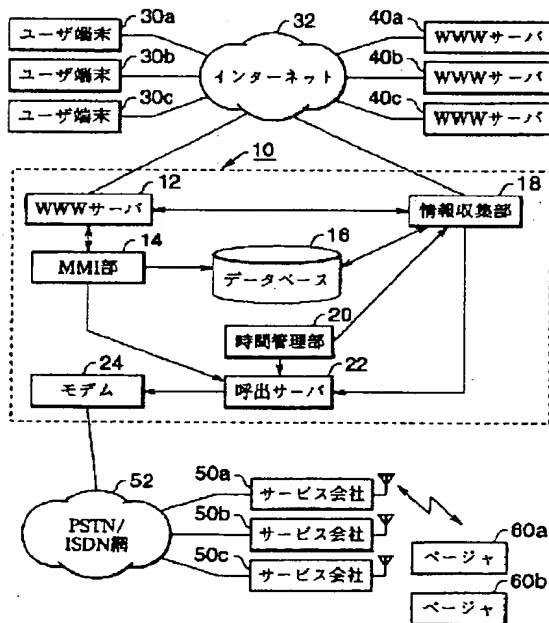 30a
32
40a
ユーザ端末
WWWサーバ
30b
40b
ユーザ端末
インターネット
WWWサーバ
30c
40c
ユーザ端末
WWWサーバ
10
12
18
WWWサーバ
情報収集部
14
16
MMI部
データベース
20
時間管理部
24
22
モデム
呼出サーバ
52
50a
サービス会社
PSTN/
ISDN網
50b
サービス会社
50c
サービス会社
60a
ページャ
60b
ページャ